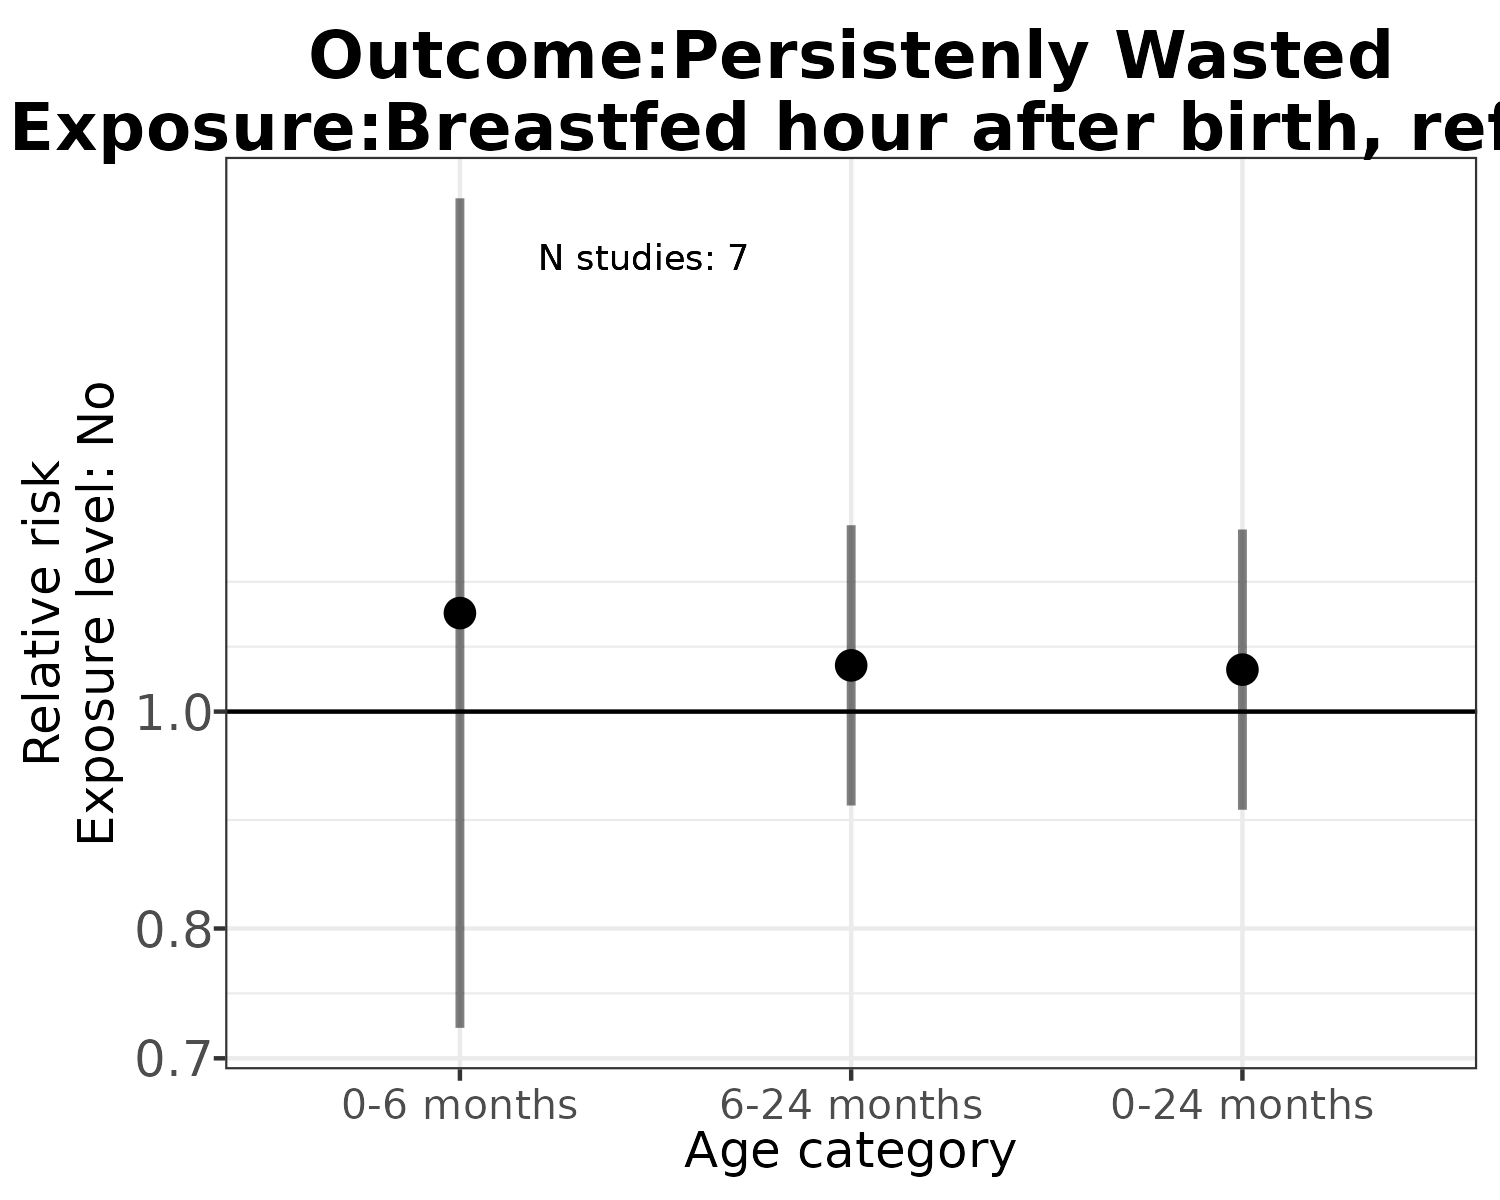 Outcome:Persistenly Wasted
Exposure:Breastfed hour after birth, ref
N studies: 7
Relative risk
Exposure level: No
1.0
0.8
0.7
0-6 months
6-24 months
0-24 months
Age category